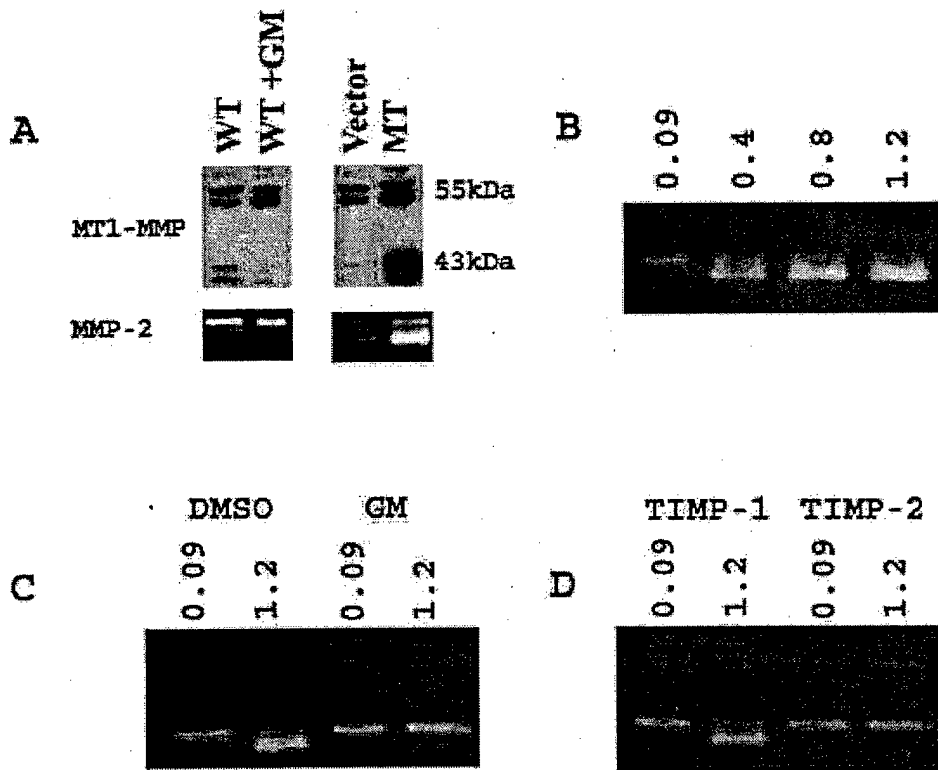 A
WT
WT +GM
Vector
MT
MT1-MMP
55kDa
43kDa
MMP-2
B
0.09
0.4
0.8
1.2
C
DMSO
GM
0.09
1.2
0.09
1.2
D
TIMP-1
TIMP-2
0.09
1.2
0.09
1.2